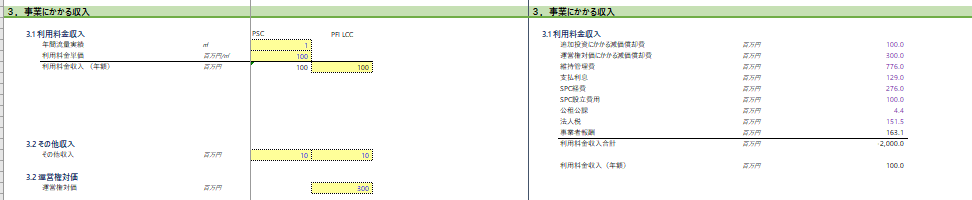 3．事業にかかる収入
3.1 利用料金収入 PSC PFI LCC
年間流量実績 ㎥ 1
利用料金単価 百万円/㎥ 100
利用料金収入（年額） 百万円 100 100
3.2 その他収入
その他収入 百万円 10 10
3.2 運営権対価
運営権対価 百万円 300
3．事業にかかる収入
3.1 利用料金収入
追加投資にかかる減価償却費 百万円 100.0
運営権対価にかかる減価償却費 百万円 300.0
維持管理費 百万円 776.0
支払利息 百万円 129.0
SPC経費 百万円 276.0
SPC設立費用 百万円 100.0
公租公課 百万円 4.4
法人税 百万円 151.5
事業者報酬 百万円 163.1
利用料金収入合計 百万円 2,000.0
利用料金収入（年額） 百万円 100.0